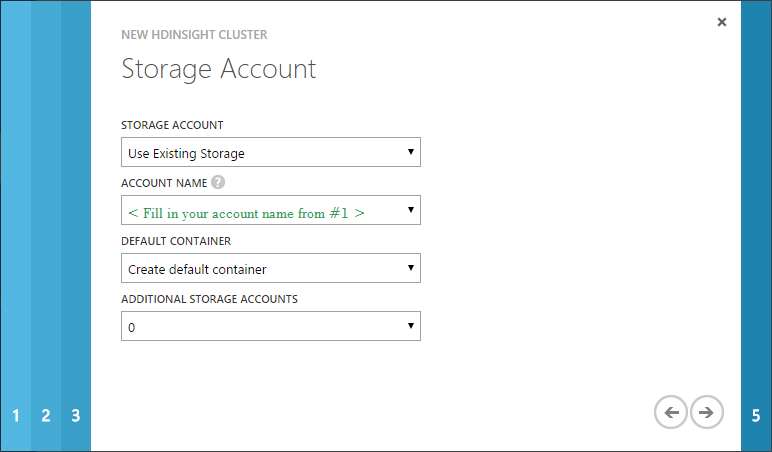 NEW HDINSIGHT CLUSTER
Storage Account
STORAGE ACCOUNT
Use Existing Storage
ACCOUNT NAME ?
< Fill in your account name from #1 >
DEFAULT CONTAINER
Create default container
ADDITIONAL STORAGE ACCOUNTS
0
1 2 3 5